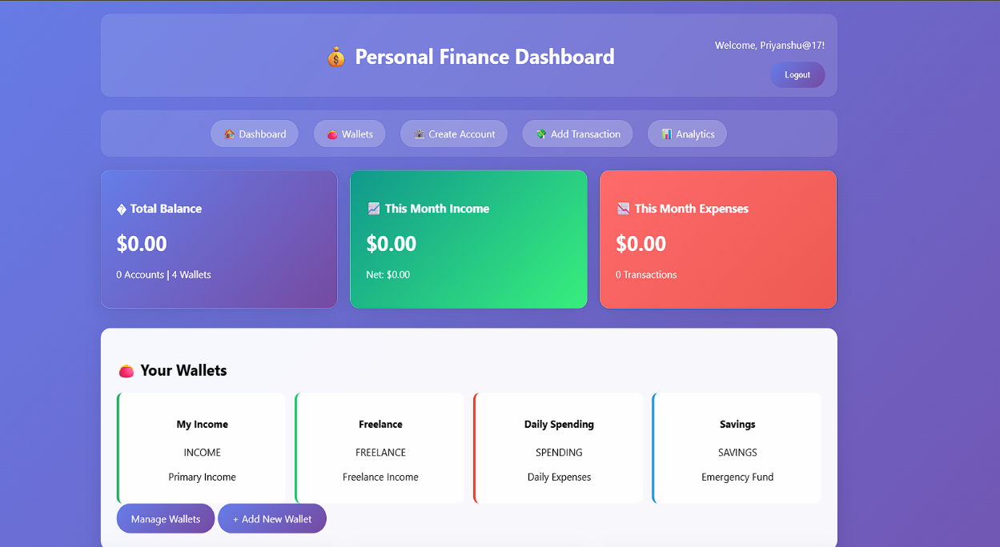 💰 Personal Finance Dashboard
Welcome, Priyanshu@17!
Logout
🏠 Dashboard
👛 Wallets
🏦 Create Account
💸 Add Transaction
📊 Analytics
� Total Balance
$0.00
0 Accounts | 4 Wallets
📈 This Month Income
$0.00
Net: $0.00
📉 This Month Expenses
$0.00
0 Transactions
👛 Your Wallets
My Income
INCOME
Primary Income
Freelance
FREELANCE
Freelance Income
Daily Spending
SPENDING
Daily Expenses
Savings
SAVINGS
Emergency Fund
Manage Wallets
+ Add New Wallet